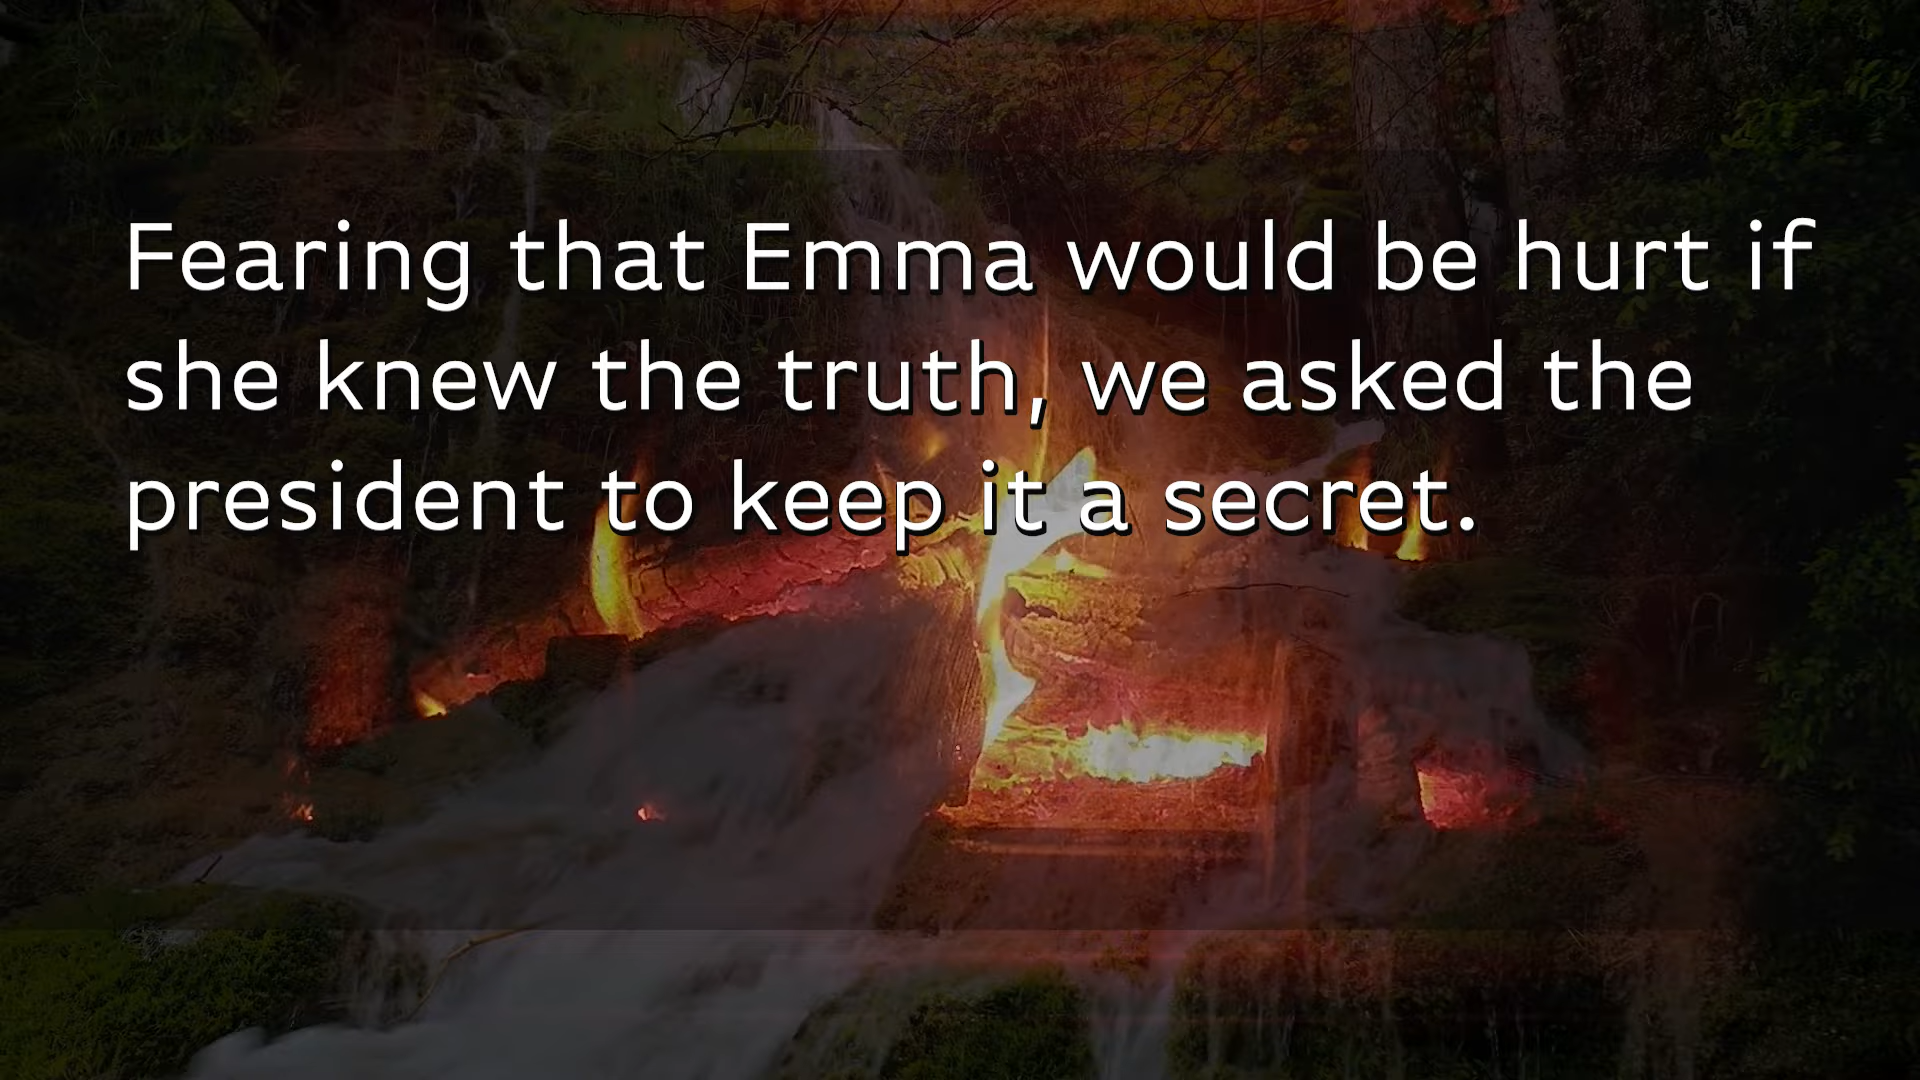 Fearing that Emma would be hurt if
she knew the truth, we asked the
president to keep it a secret.